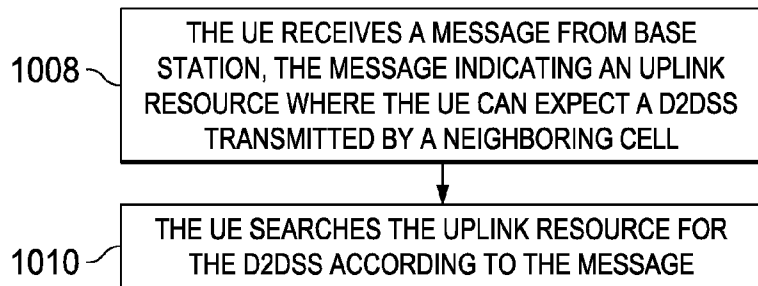 1008
THE UE RECEIVES A MESSAGE FROM BASE
STATION, THE MESSAGE INDICATING AN UPLINK
RESOURCE WHERE THE UE CAN EXPECT A D2DSS
TRANSMITTED BY A NEIGHBORING CELL
1010
THE UE SEARCHES THE UPLINK RESOURCE FOR
THE D2DSS ACCORDING TO THE MESSAGE